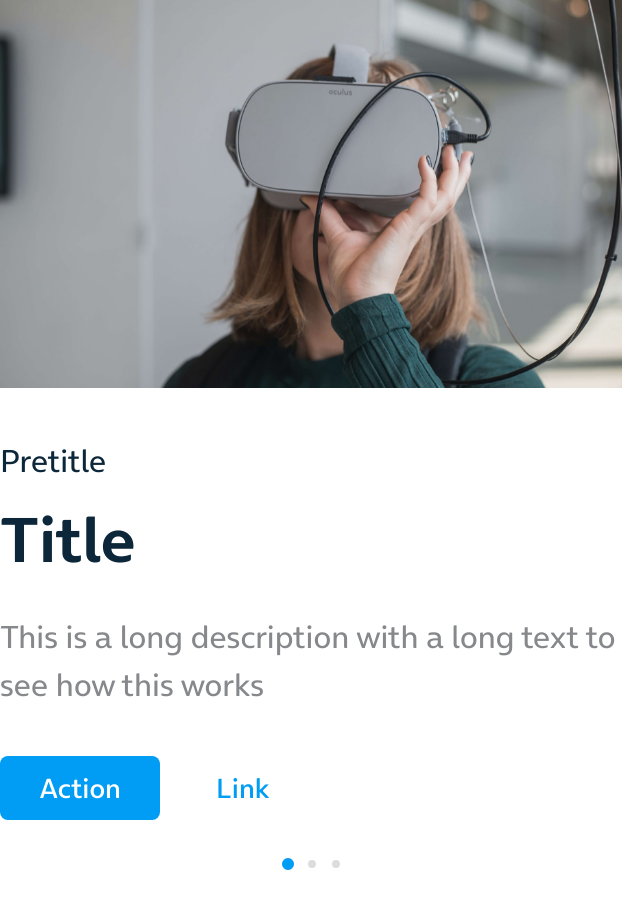 oculus
Pretitle
Title
This is a long description with a long text to
see how this works
Action
Link